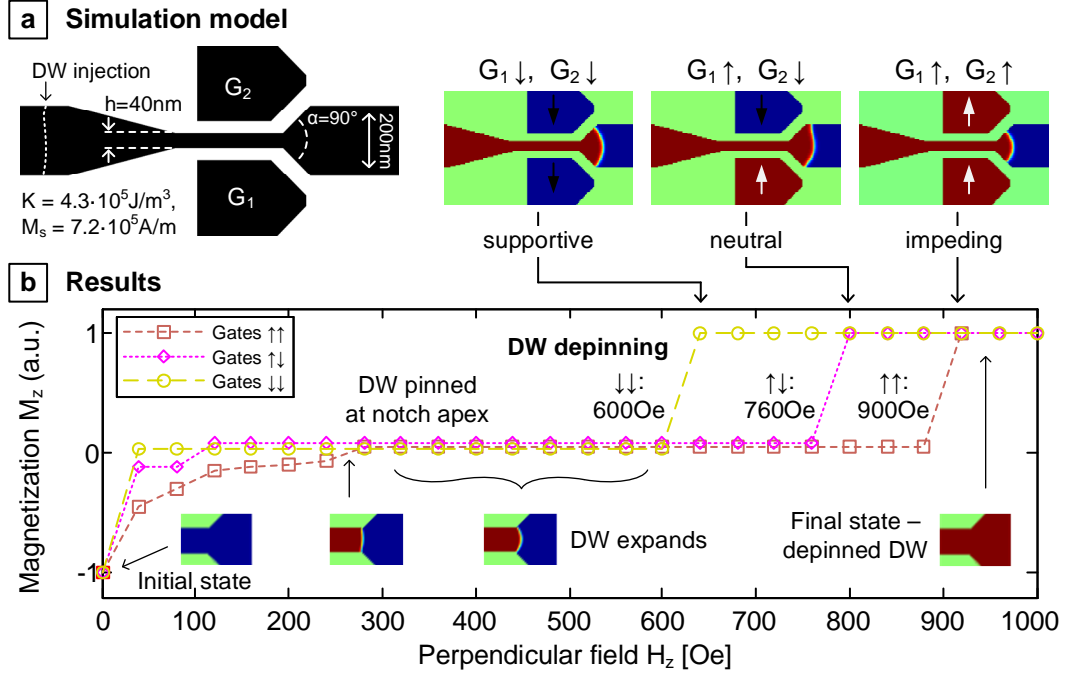 a Simulation model
DW injection
h=40nm
G2
α=90°
200nm
G1
K = 4.3·10⁵J/m³,
Ms = 7.2·10⁵A/m
G1 ↓, G2 ↓
G1 ↑, G2 ↓
G1 ↑, G2 ↑
supportive
neutral
impeding
b Results
Magnetization Mz (a.u.)
1
0
-1
Gates ↑↑
Gates ↑↓
Gates ↓↓
DW depinning
DW pinned
at notch apex
↓↓:
600Oe
↑↓:
760Oe
↑↑:
900Oe
Initial state
DW expands
Final state –
depinned DW
0 100 200 300 400 500 600 700 800 900 1000
Perpendicular field Hz [Oe]